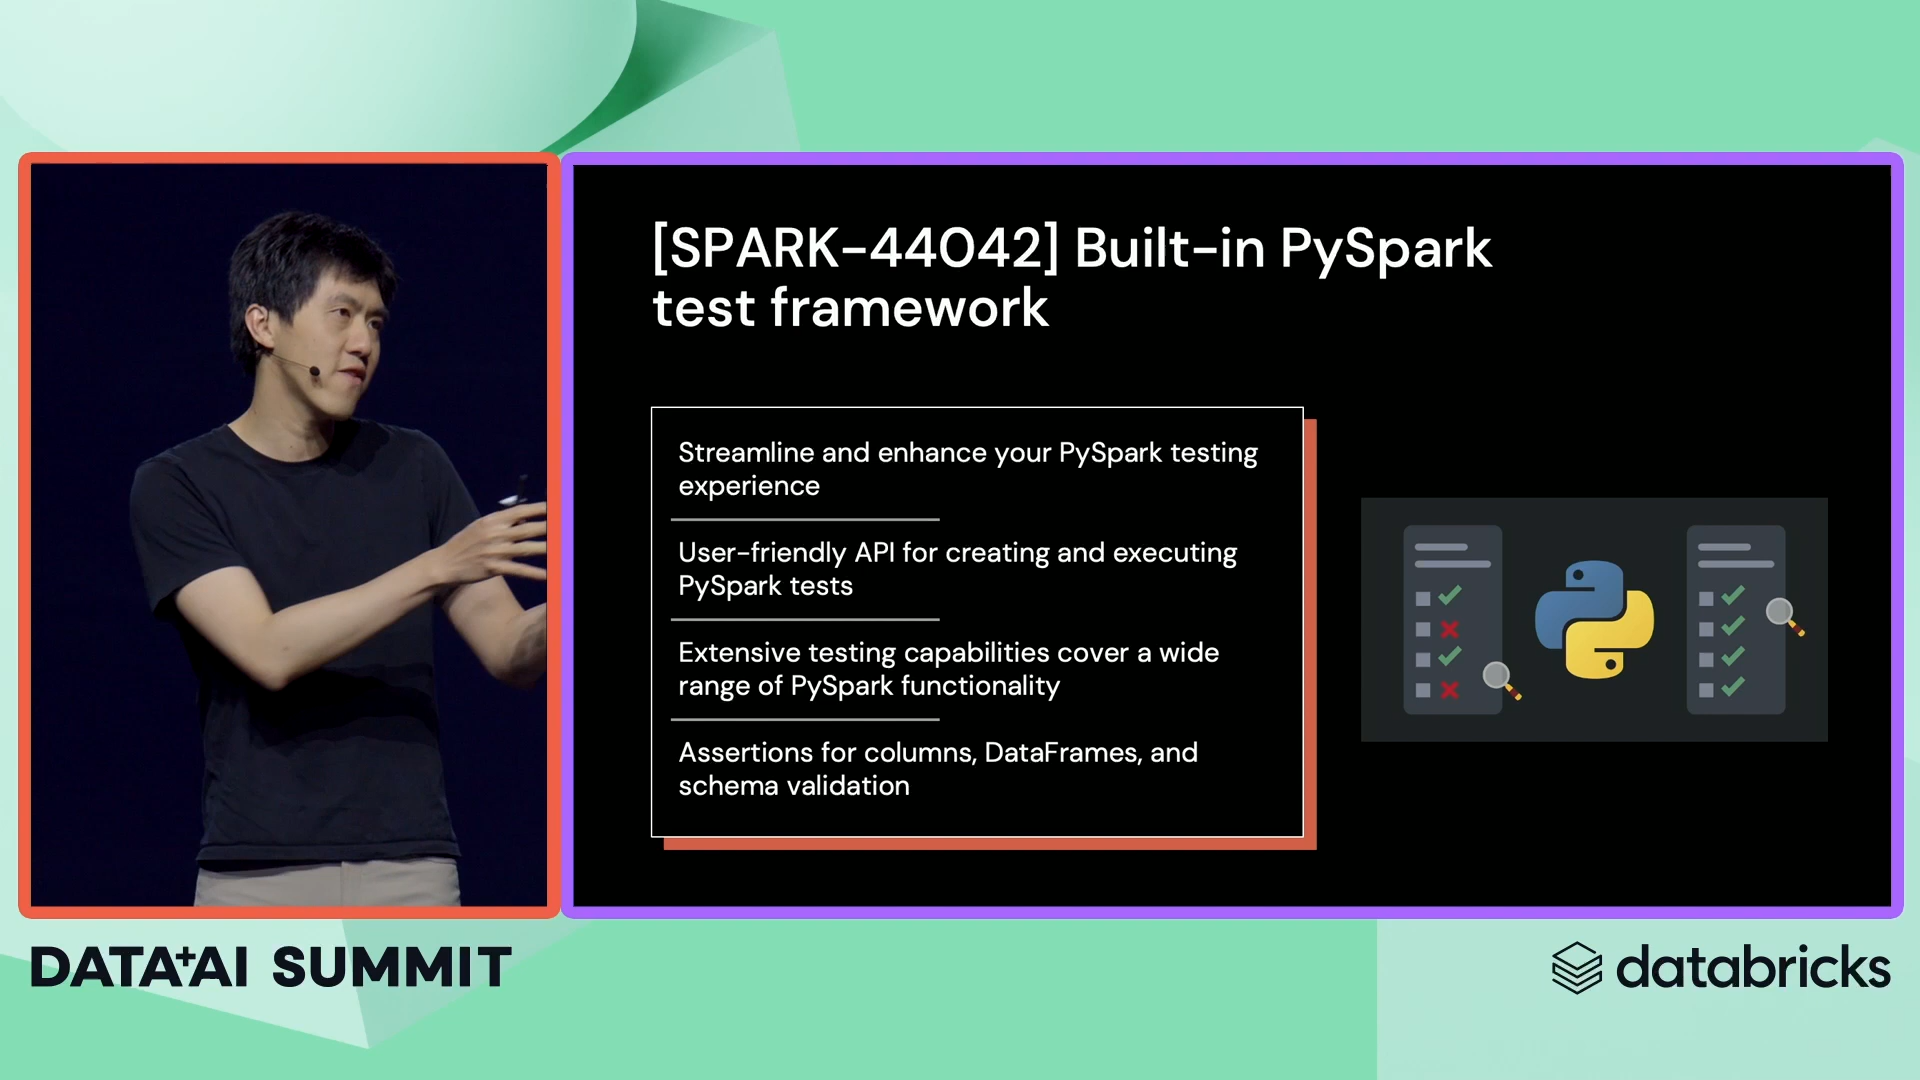 [SPARK-44042] Built-in PySpark
test framework
Streamline and enhance your PySpark testing
experience
User-friendly API for creating and executing
PySpark tests
Extensive testing capabilities cover a wide
range of PySpark functionality
Assertions for columns, DataFrames, and
schema validation
DATA+AI SUMMIT
databricks